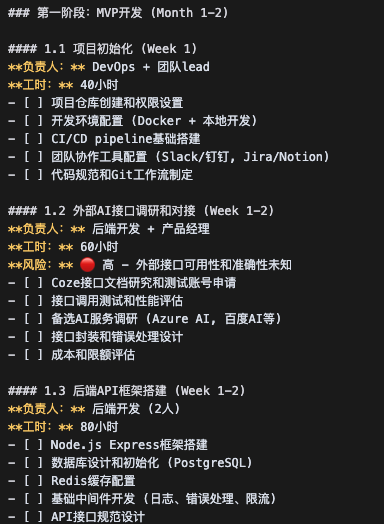 ### 第一阶段: MVP开发 (Month 1-2)
#### 1.1 项目初始化 (Week 1)
**负责人: ** DevOps + 团队lead
**工时: ** 40小时
- [ ] 项目仓库创建和权限设置
- [ ] 开发环境配置 (Docker + 本地开发)
- [ ] CI/CD pipeline基础搭建
- [ ] 团队协作工具配置 (Slack/钉钉, Jira/Notion)
- [ ] 代码规范和Git工作流制定
#### 1.2 外部AI接口调研和对接 (Week 1-2)
**负责人: ** 后端开发 + 产品经理
**工时: ** 60小时
**风险: ** 🔴 高 - 外部接口可用性和准确性未知
- [ ] Coze接口文档研究和测试账号申请
- [ ] 接口调用测试和性能评估
- [ ] 备选AI服务调研 (Azure AI, 百度AI等)
- [ ] 接口封装和错误处理设计
- [ ] 成本和限额评估
#### 1.3 后端API框架搭建 (Week 1-2)
**负责人: ** 后端开发 (2人)
**工时: ** 80小时
- [ ] Node.js Express框架搭建
- [ ] 数据库设计和初始化 (PostgreSQL)
- [ ] Redis缓存配置
- [ ] 基础中间件开发 (日志、错误处理、限流)
- [ ] API接口规范设计